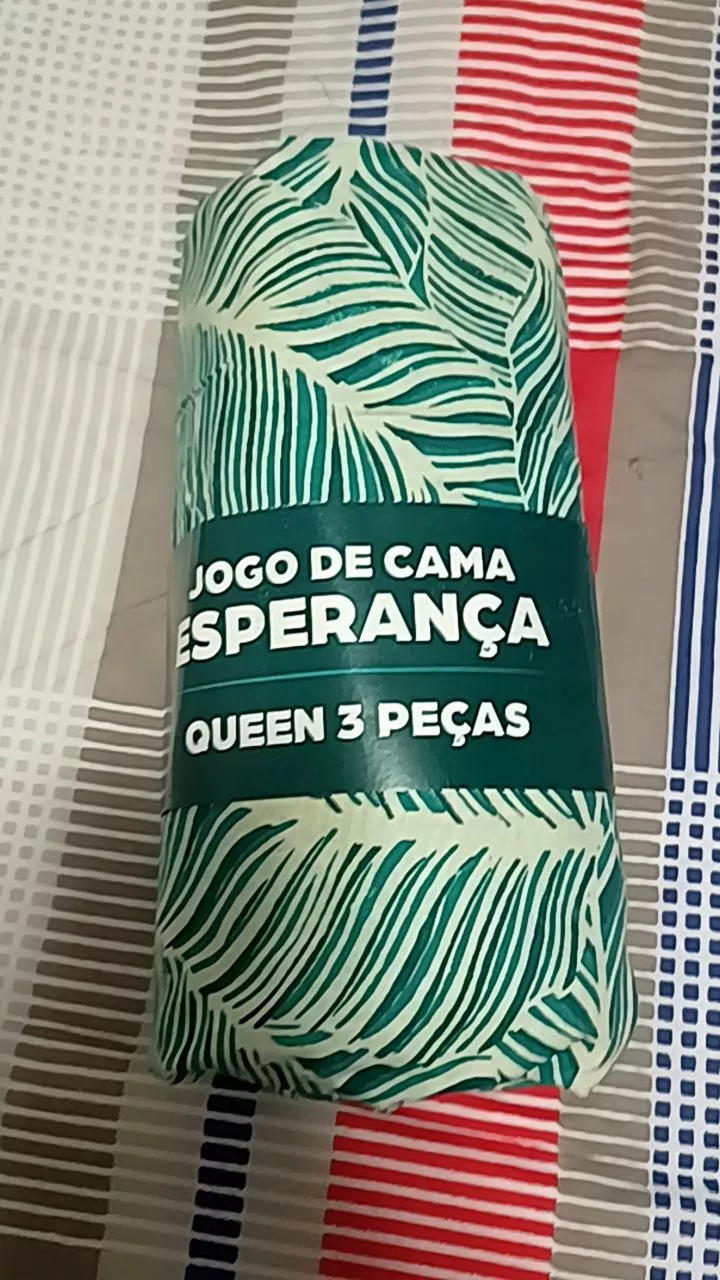 JOGO DE CAMA
ESPERANÇA
QUEEN 3 PEÇAS